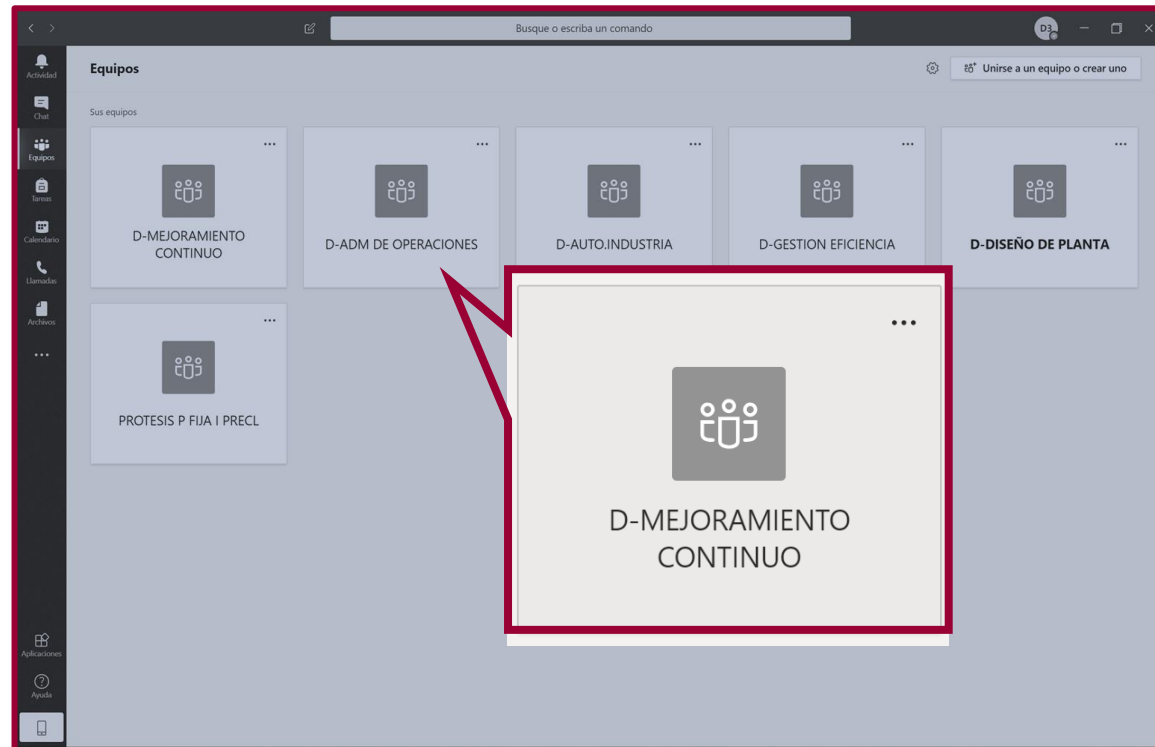 Busque o escriba un comando
D3
Actividad
Chat
Equipos
Tareas
Calendario
Llamadas
Archivos
Aplicaciones
Ayuda
Equipos
Unirse a un equipo o crear uno
Sus equipos
D-MEJORAMIENTO
CONTINUO
D-ADM DE OPERACIONES
D-AUTO.INDUSTRIA
D-GESTION EFICIENCIA
D-DISEÑO DE PLANTA
PROTESIS P FIJA I PRECL
D-MEJORAMIENTO
CONTINUO